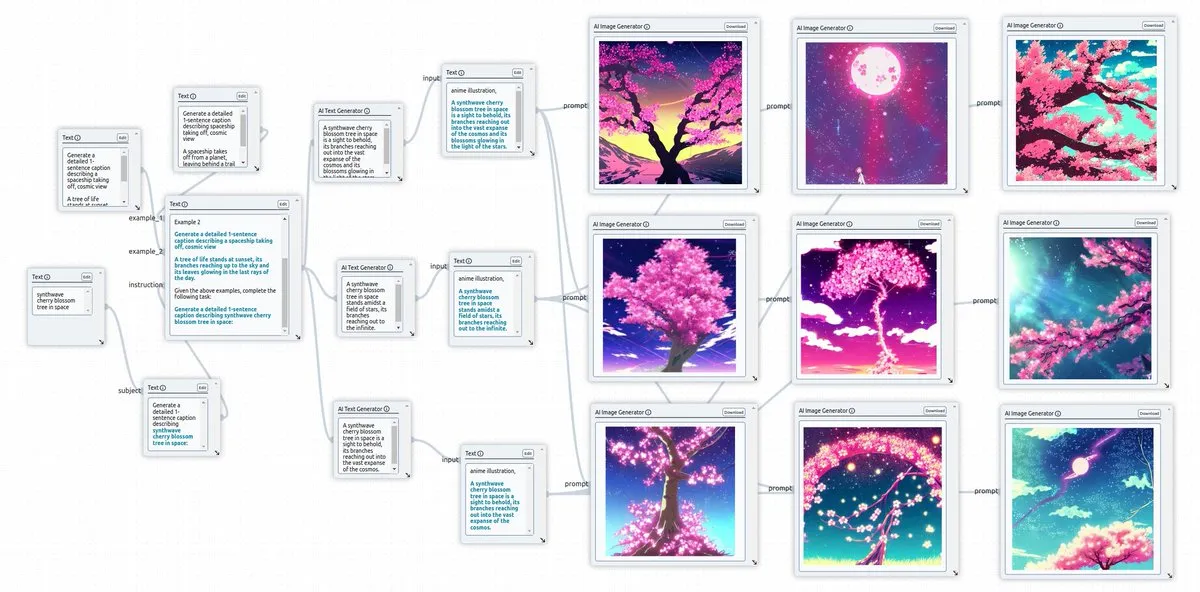 Text
Edit
Generate a
detailed 1-
sentence caption
describing a
spaceship taking
off, cosmic view
A tree of life
stands at sunset
Text
Edit
Generate a detailed
1-sentence caption
describing spaceship
taking off, cosmic
view
A spaceship takes
off from a planet,
leaving behind a trail
Text
Edit
synthwave
cherry blossom
tree in space
example_1
example_2
instruction
Text
Edit
Example 2
Generate a detailed 1-sentence
caption describing a spaceship taking
off, cosmic view
A tree of life stands at sunset, its
branches reaching up to the sky and
its leaves glowing in the last rays of
the day.
Given the above examples, complete the
following task:
Generate a detailed 1-sentence
caption describing synthwave cherry
blossom tree in space:
subject
Text
Edit
Generate a
detailed 1-
sentence caption
describing
synthwave
cherry blossom
tree in space:
AI Text Generator
A synthwave cherry
blossom tree in space
is a sight to behold,
its branches reaching
out into the vast
expanse of the
cosmos and its
blossoms glowing in
the light of the stars.
AI Text Generator
A synthwave cherry
blossom tree in space
stands amidst a
field of stars, its
branches reaching
out to the infinite.
AI Text Generator
A synthwave cherry
blossom tree in
space is a sight to
behold, its branches
reaching out into
the vast expanse of
the cosmos.
input
Text
Edit
anime illustration,
A synthwave cherry
blossom tree in space
is a sight to behold, its
branches reaching out
into the vast expanse
of the cosmos and its
blossoms glowing in
the light of the stars.
input
Text
Edit
anime illustration,
A synthwave
cherry blossom
tree in space
stands amidst a
field of stars, its
branches reaching
out to the infinite.
input
Text
Edit
anime illustration,
A synthwave cherry
blossom tree in
space is a sight to
behold, its branches
reaching out into
the vast expanse
of the cosmos.
prompt
AI Image Generator
Download
prompt
AI Image Generator
Download
prompt
AI Image Generator
Download
prompt
AI Image Generator
Download
prompt
AI Image Generator
Download
prompt
AI Image Generator
Download
prompt
AI Image Generator
Download
prompt
AI Image Generator
Download
prompt
AI Image Generator
Download